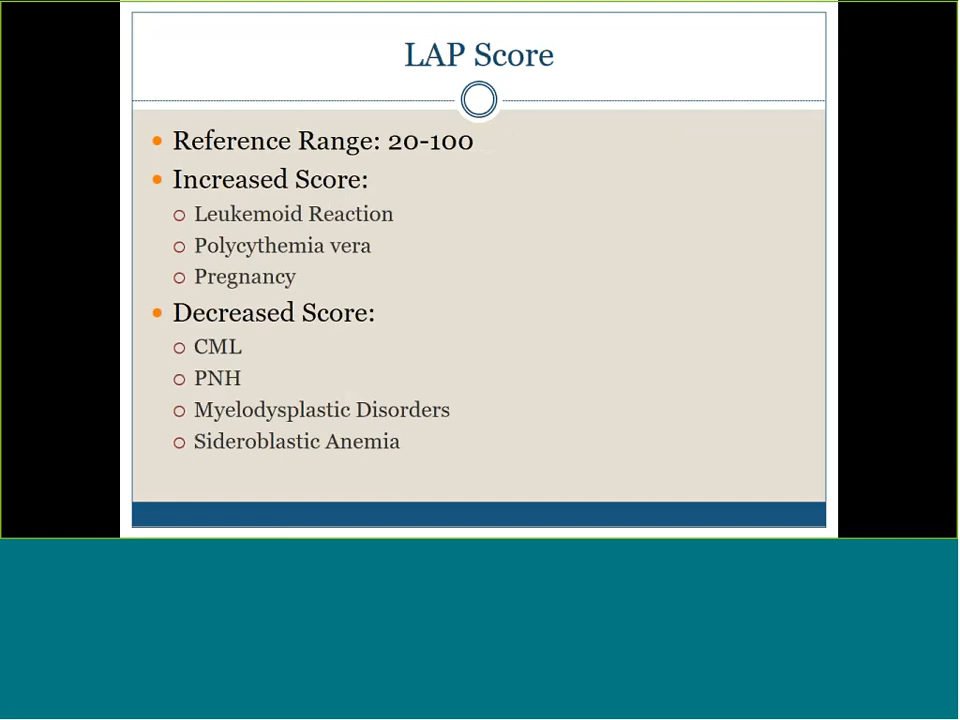 LAP Score
Reference Range: 20-100
Increased Score:
Leukemoid Reaction
Polycythemia vera
Pregnancy
Decreased Score:
CML
PNH
Myelodysplastic Disorders
Sideroblastic Anemia